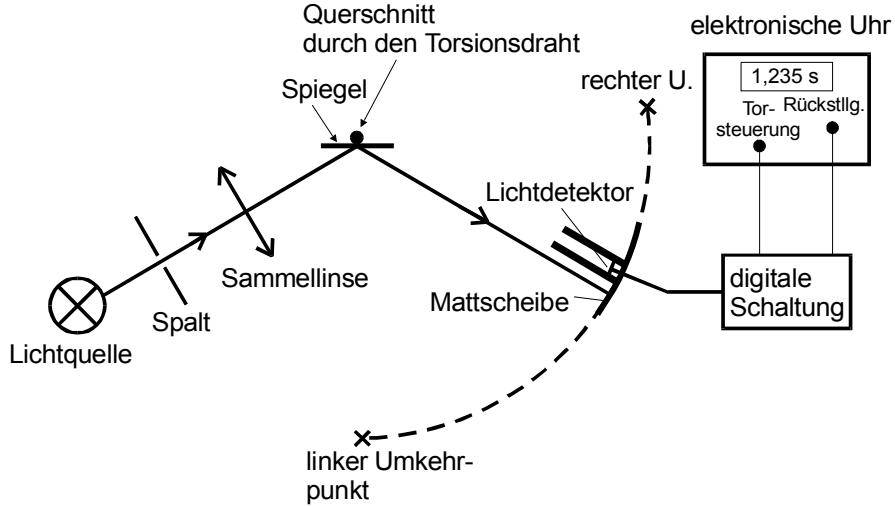 Querschnitt
durch den Torsionsdraht
elektronische Uhr
Spiegel
rechter U.
1,235 s
Tor-
steuerung
Rückstllg.
Lichtdetektor
Sammellinse
Mattscheibe
digitale
Schaltung
Spalt
Lichtquelle
linker Umkehr-
punkt